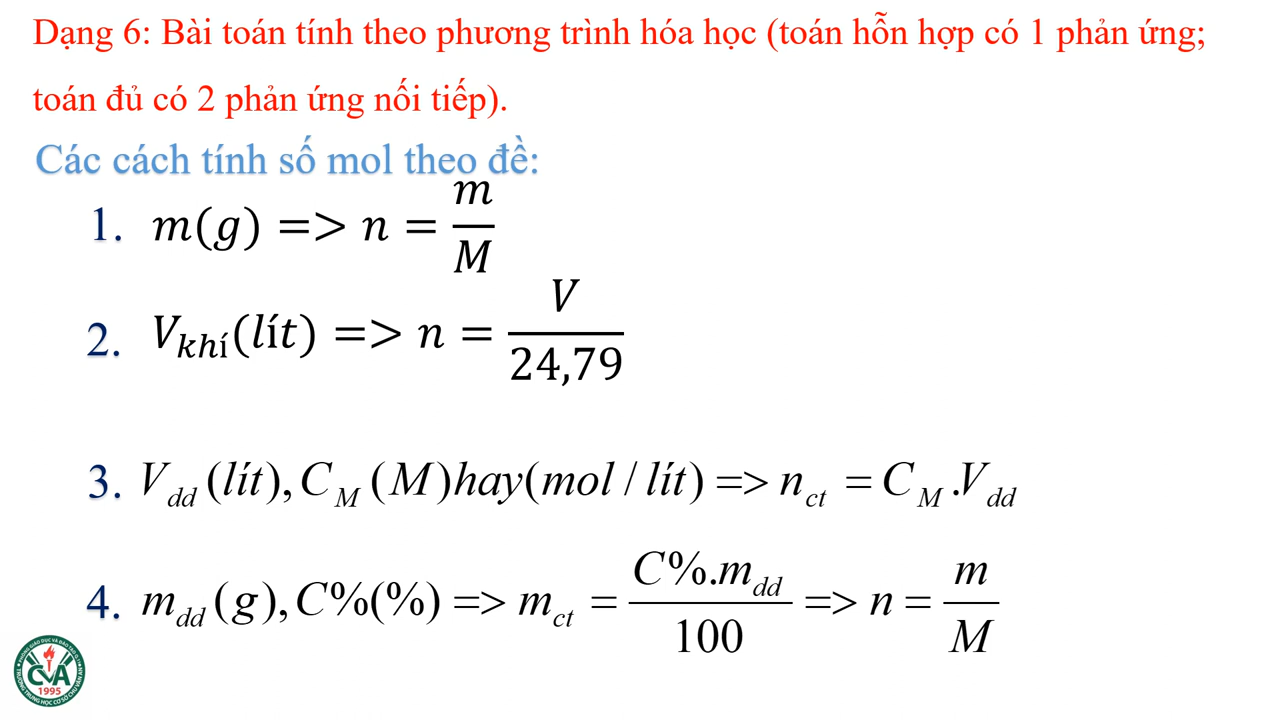 Dạng 6: Bài toán tính theo phương trình hóa học (toán hỗn hợp có 1 phản ứng;
toán đủ có 2 phản ứng nối tiếp).
Các cách tính số mol theo đề:
1. m(g) => n = m/M
2. V_khí(lít) => n = V/24,79
3. V_dd (lít), C_M (M)hay(mol / lít) => n_ct = C_M.V_dd
4. m_dd (g), C%(%) => m_ct = C%.m_dd/100 => n = m/M
CVA
1995